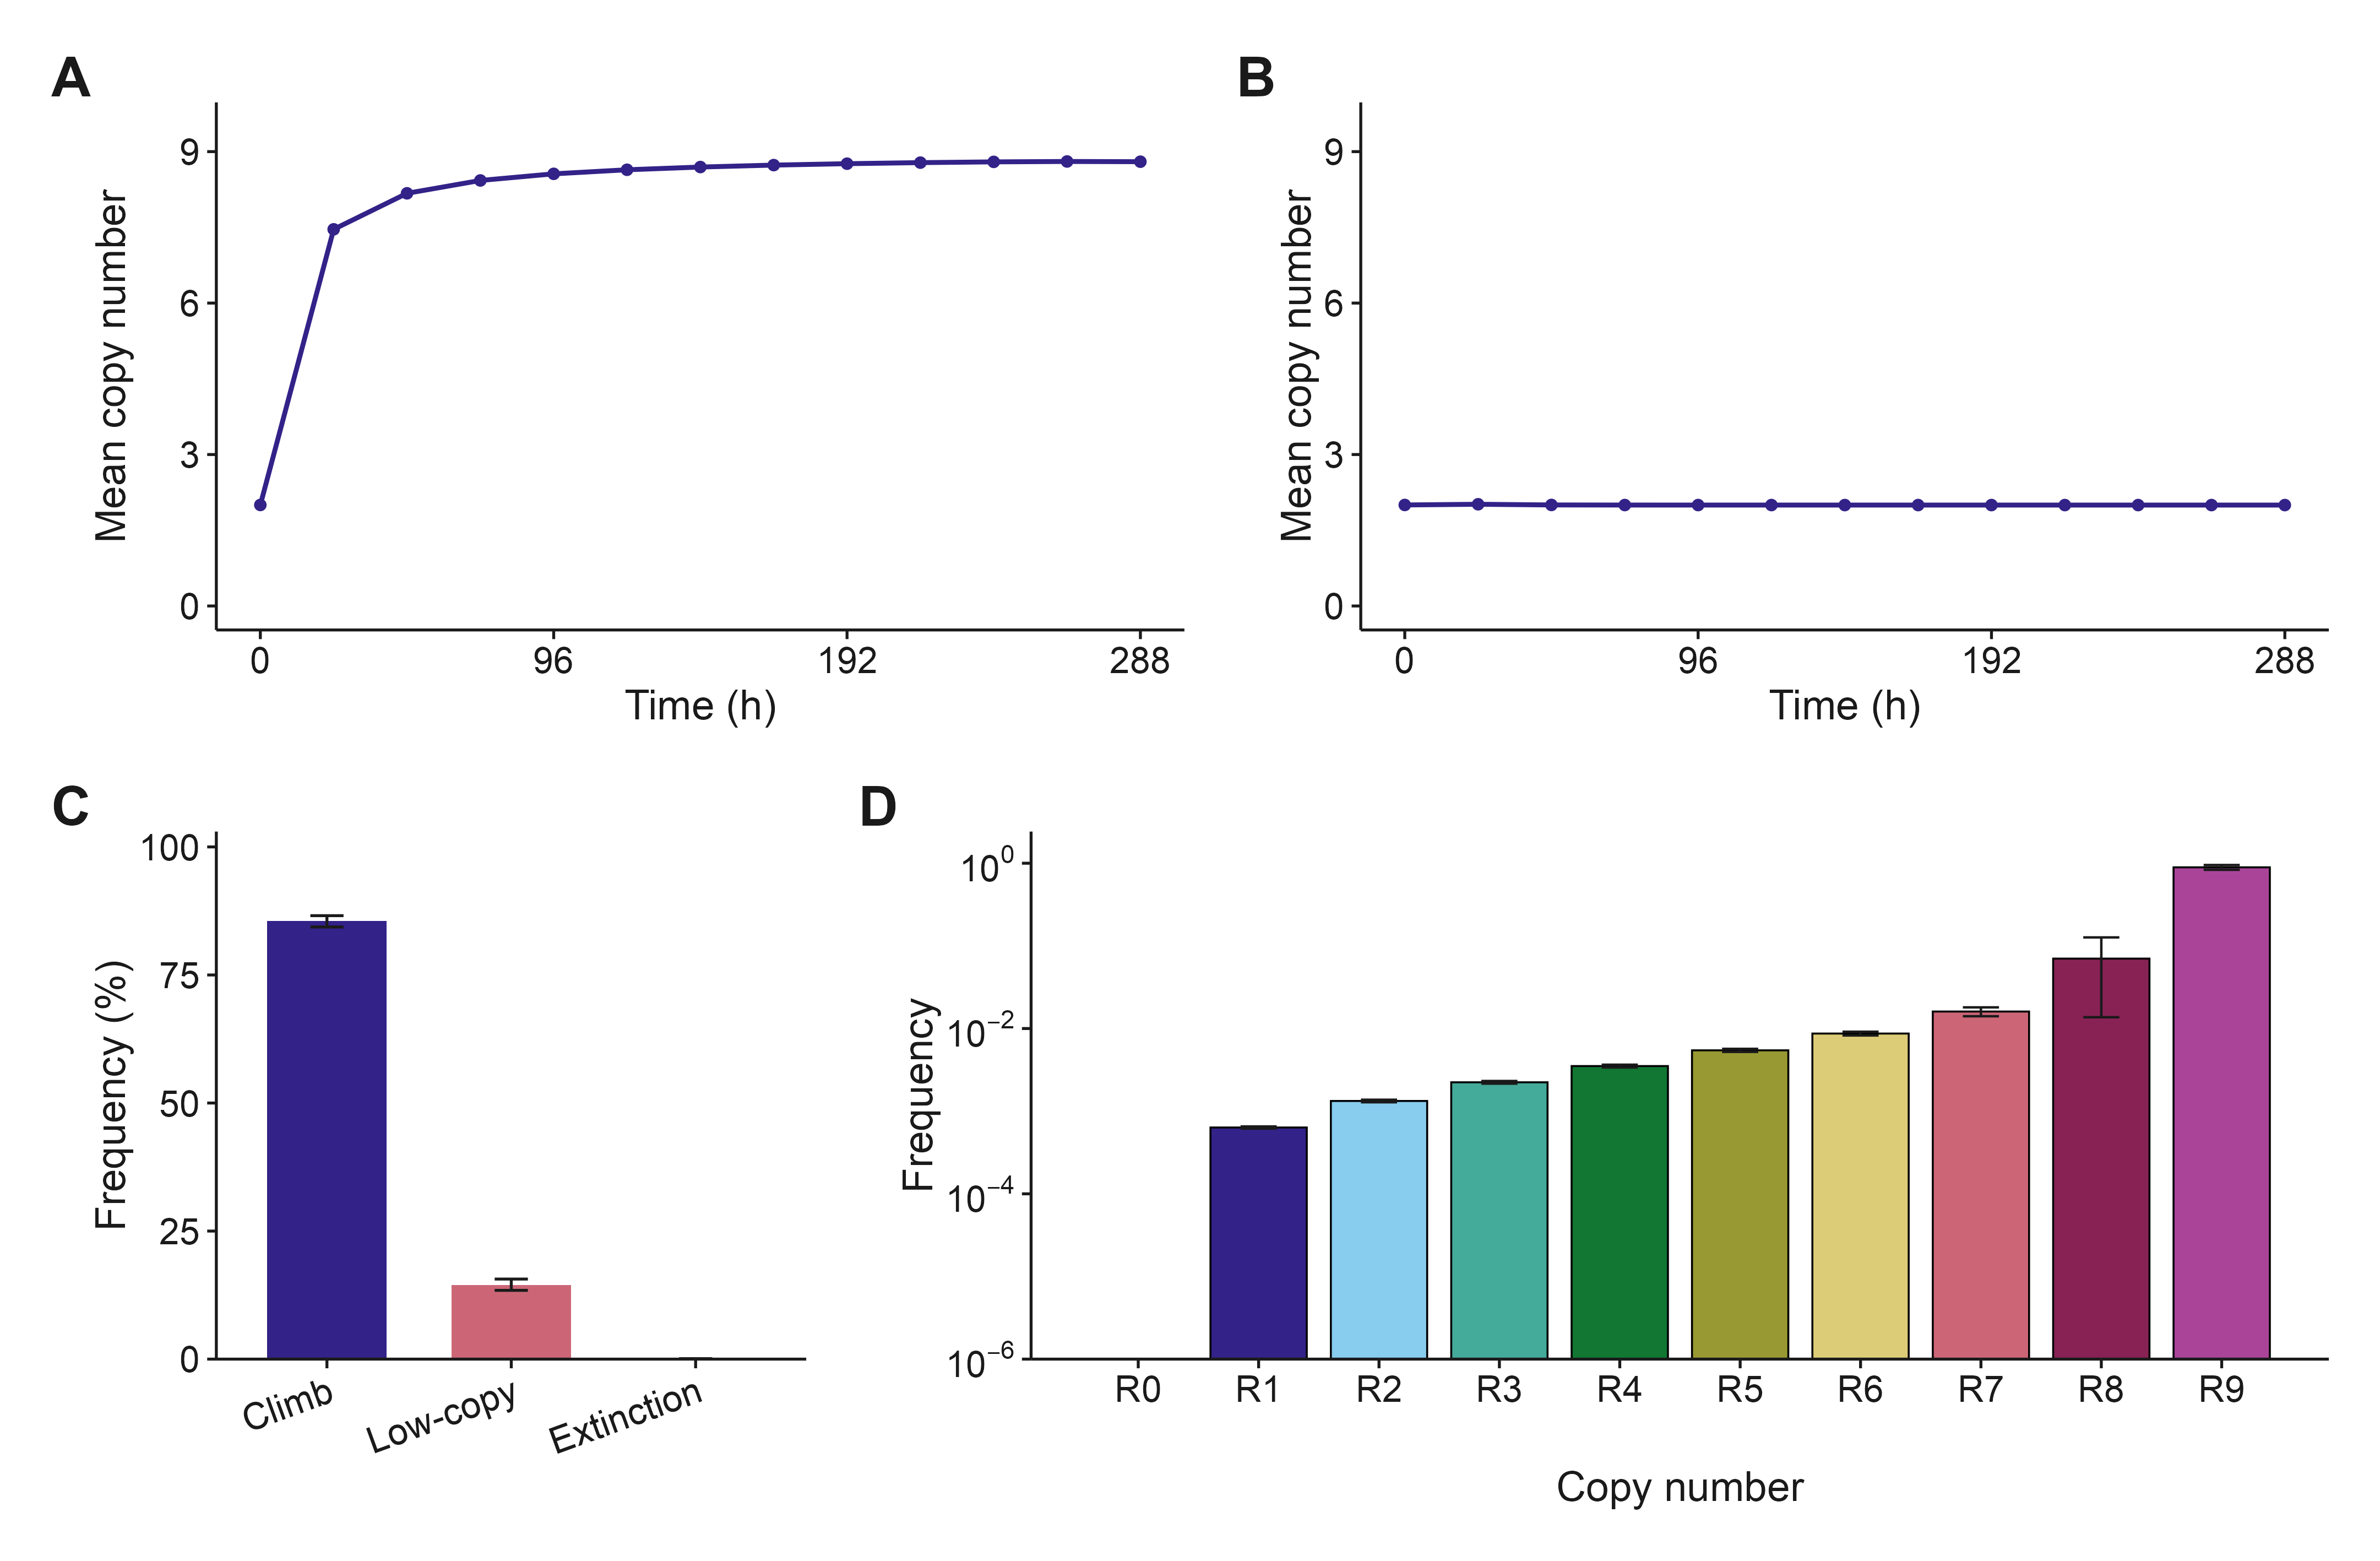 A
Mean copy number
9
6
3
0
0 96 192 288
Time (h)
B
Mean copy number
9
6
3
0
0 96 192 288
Time (h)
C
Frequency (%)
100
75
50
25
0
Climb
Low-copy
Extinction
D
Frequency
10⁰
10⁻²
10⁻⁴
10⁻⁶
R0 R1 R2 R3 R4 R5 R6 R7 R8 R9
Copy number